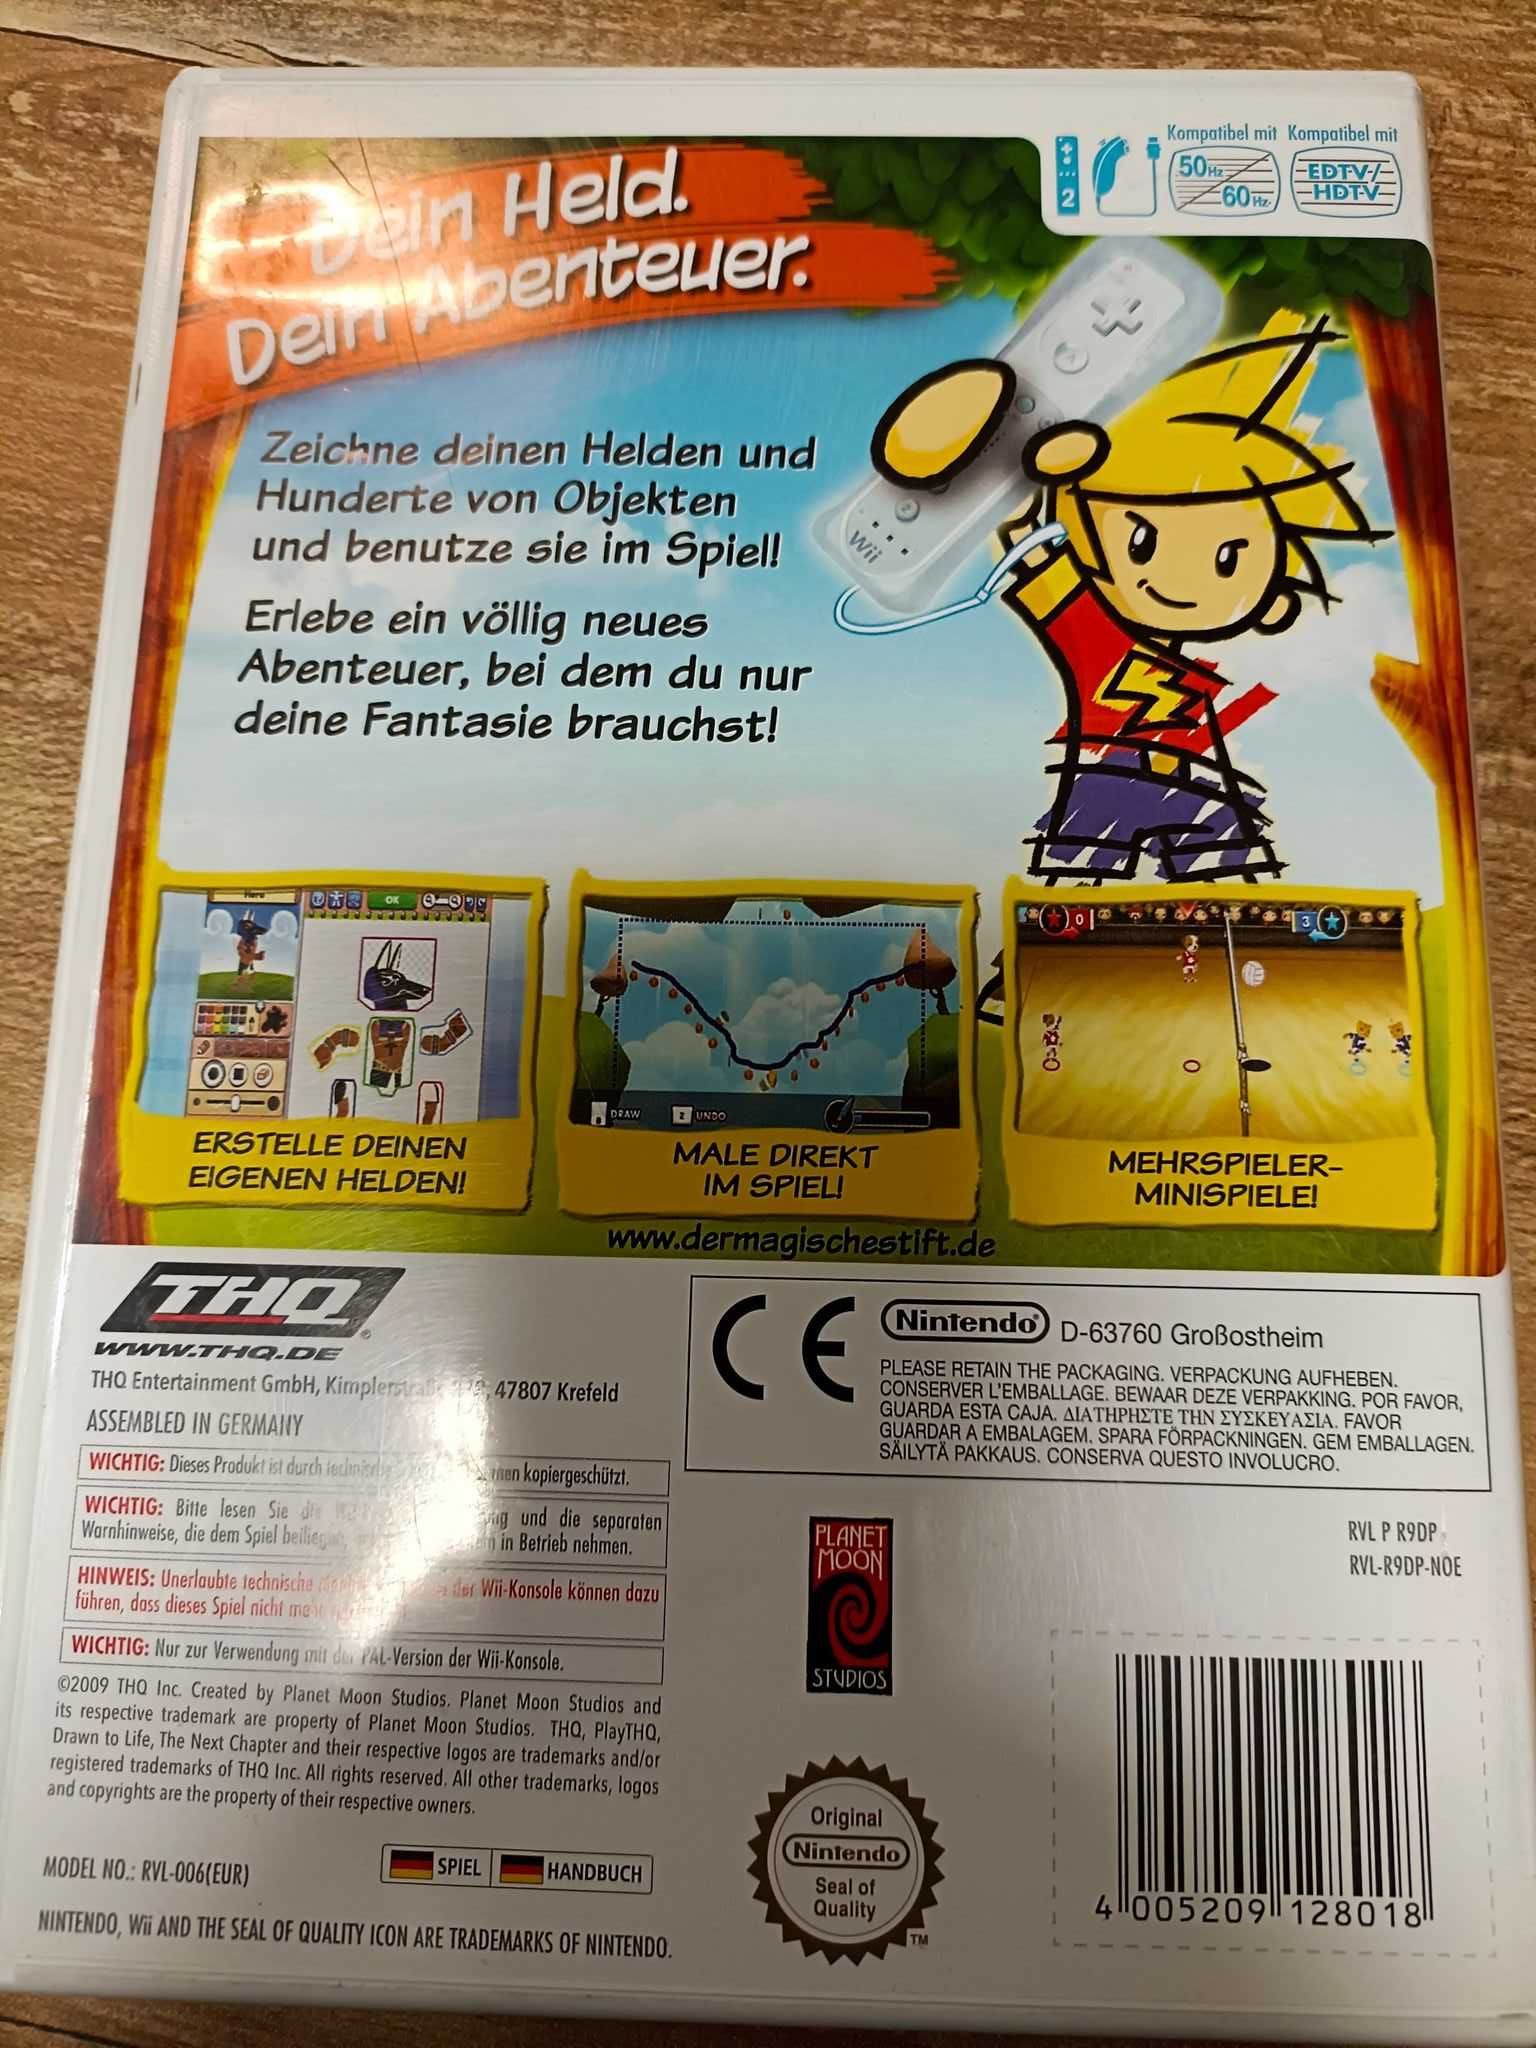 Kompatibel mit Kompatibel mit
50Hz 60Hz
EDTV-/ HDTV
2
Dein Held.
Dein Abenteuer.
Wii
Zeichne deinen Helden und
Hunderte von Objekten
und benutze sie im Spiel!
Erlebe ein völlig neues
Abenteuer, bei dem du nur
deine Fantasie brauchst!
Hero
OK
DRAW
Z UNDO
0
3
ERSTELLE DEINEN
EIGENEN HELDEN!
MALE DIREKT
IM SPIEL!
MEHRSPIELER-
MINISPIELE!
www.dermagischestift.de
THQ
WWW.THQ.DE
THQ Entertainment GmbH, 47807 Krefeld
ASSEMBLED IN GERMANY
WICHTIG: Dieses Produkt ist durch kopiergeschützt.
WICHTIG: Bitte lesen Sie und die separaten
Warnhinweise, die dem Spiel in Betrieb nehmen.
HINWEIS: Unerlaubte technische der Wii-Konsole können dazu
führen, dass dieses Spiel nicht
WICHTIG: Nur zur Verwendung mit der PAL-Version der Wii-Konsole.
©2009 THQ Inc. Created by Planet Moon Studios. Planet Moon Studios and
its respective trademark are property of Planet Moon Studios. THQ, PlayTHQ,
Drawn to Life, The Next Chapter and their respective logos are trademarks and/or
registered trademarks of THQ Inc. All rights reserved. All other trademarks, logos
and copyrights are the property of their respective owners.
MODEL NO.: RVL-006(EUR)
SPIEL HANDBUCH
NINTENDO, Wii AND THE SEAL OF QUALITY ICON ARE TRADEMARKS OF NINTENDO.
CE
Nintendo® D-63760 Großostheim
PLEASE RETAIN THE PACKAGING. VERPACKUNG AUFHEBEN.
CONSERVER L'EMBALLAGE. BEWAAR DEZE VERPAKKING. POR FAVOR,
GUARDA ESTA CAJA. ΔΙΑΤΗΡΗΣΤΕ ΤΗΝ ΣΥΣΚΕΥΑΣΙΑ. FAVOR
GUARDAR A EMBALAGEM. SPARA FÖRPACKNINGEN. GEM EMBALLAGEN.
SÄILYTÄ PAKKAUS. CONSERVA QUESTO INVOLUCRO.
PLANET
MOON
STUDIOS
RVL P R9DP
RVL-R9DP-NOE
Original
Nintendo
Seal of
Quality
TM
4 005209 128018